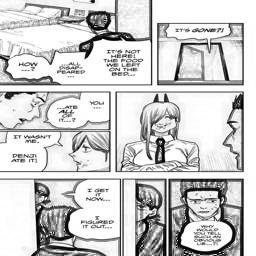 IT'S GONE?!
IT'S NOT
HERE!
THE FOOD
WE LEFT
ON THE
BED...
...ALL
DISAP-
PEARED
...
HOW
...?
YOU
...
...ATE
ALL
OF
IT...?
IT WASN'T
ME.
DENJI
ATE IT!
WHY
WOULD
YOU TELL
SUCH AN
OBVIOUS
LIE...?!
I GET
IT
NOW...
I
FIGURED
IT OUT...